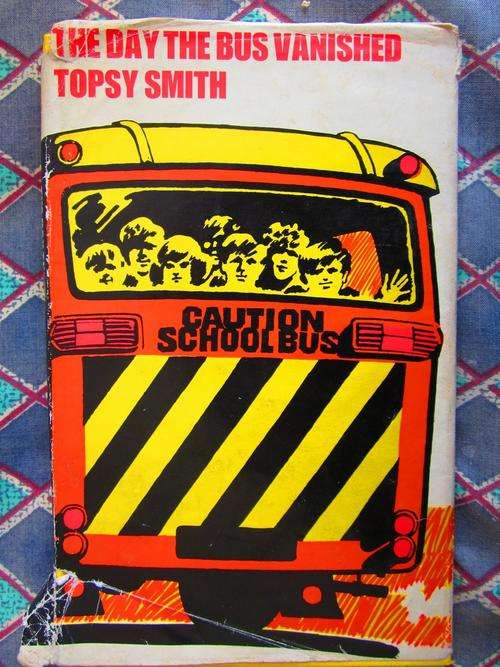 THE DAY THE BUS VANISHED
TOPSY SMITH
CAUTION
SCHOOL BUS